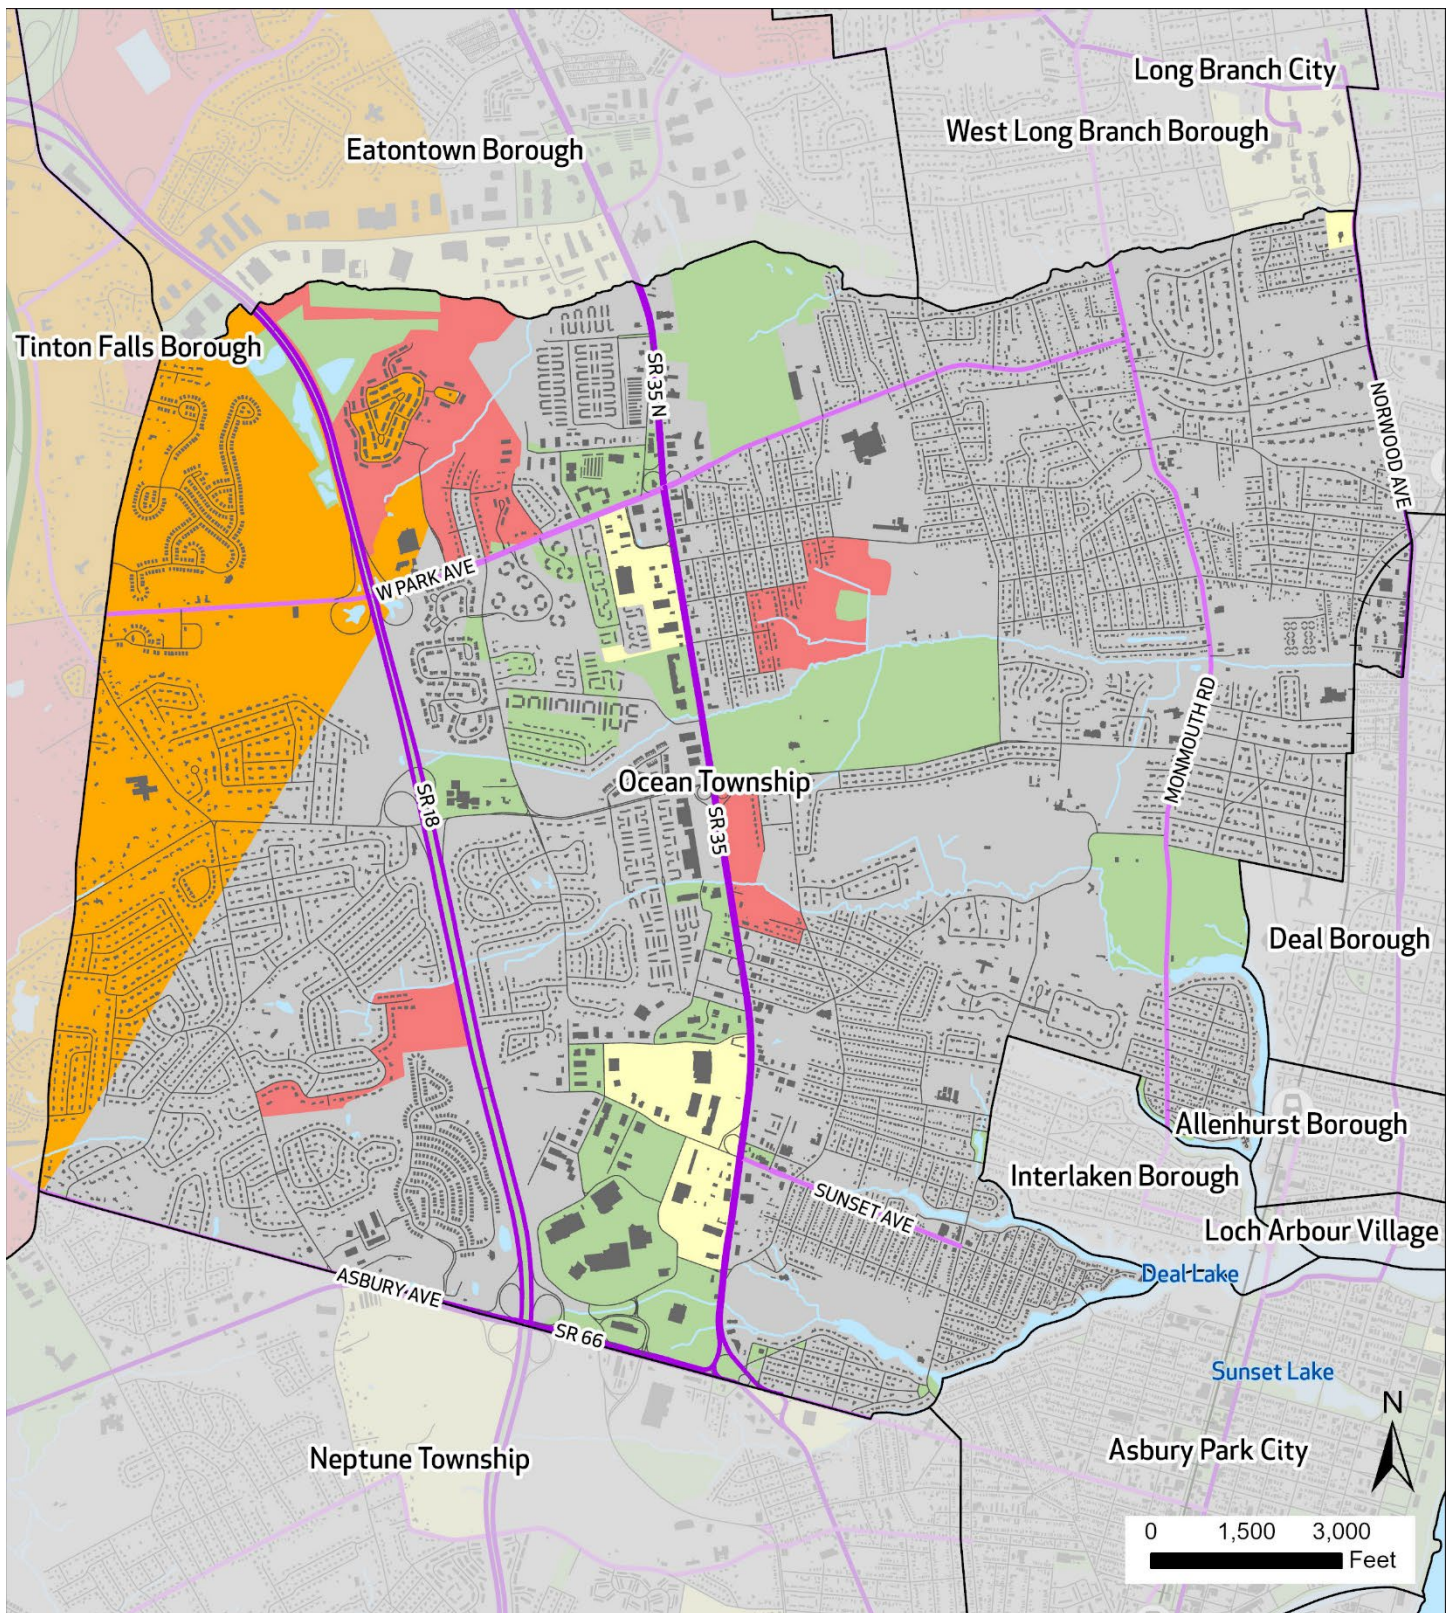 Long Branch City
West Long Branch Borough
Eatontown Borough
Tinton Falls Borough
SR 35 N
NORWOOD AVE
W PARK AVE
MONMOUTH RD
Ocean Township
SR 18
SR 35
Deal Borough
Allenhurst Borough
Interlaken Borough
SUNSET AVE
Loch Arbour Village
Deal Lake
ASBURY AVE
SR 66
Sunset Lake
N
Neptune Township
Asbury Park City
0 1,500 3,000
Feet